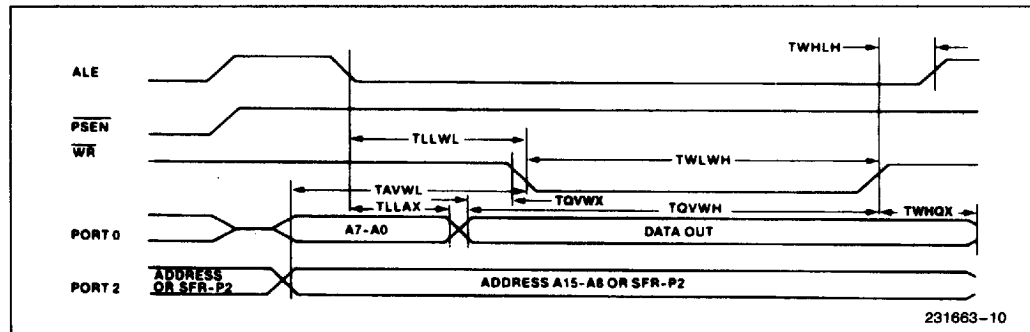 TWHLH
ALE
PSEN
TLLWL
WR
TWLWH
TAVWL
TQVWX
TLLAX
TQVWH
TWHQX
PORT 0
A7-A0
DATA OUT
PORT 2
ADDRESS
OR SFR-P2
ADDRESS A15-A8 OR SFR-P2
231663-10